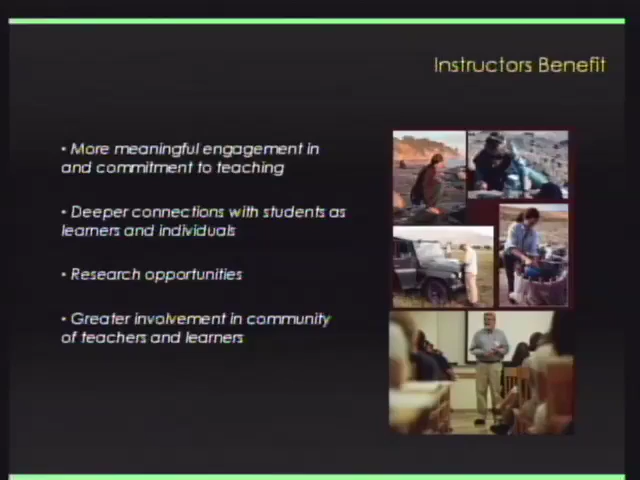 Instructors Benefit
• More meaningful engagement in
and commitment to teaching
• Deeper connections with students as
learners and individuals
• Research opportunities
• Greater involvement in community
of teachers and learners